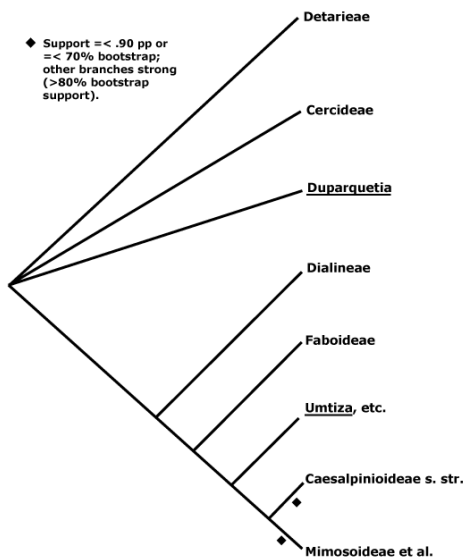 Detarieae
◆ Support =< .90 pp or
=< 70% bootstrap;
other branches strong
(>80% bootstrap
support).
Cercideae
Duparquetia
Dialineae
Faboideae
Umtiza, etc.
Caesalpinioideae s. str.
Mimosoideae et al.